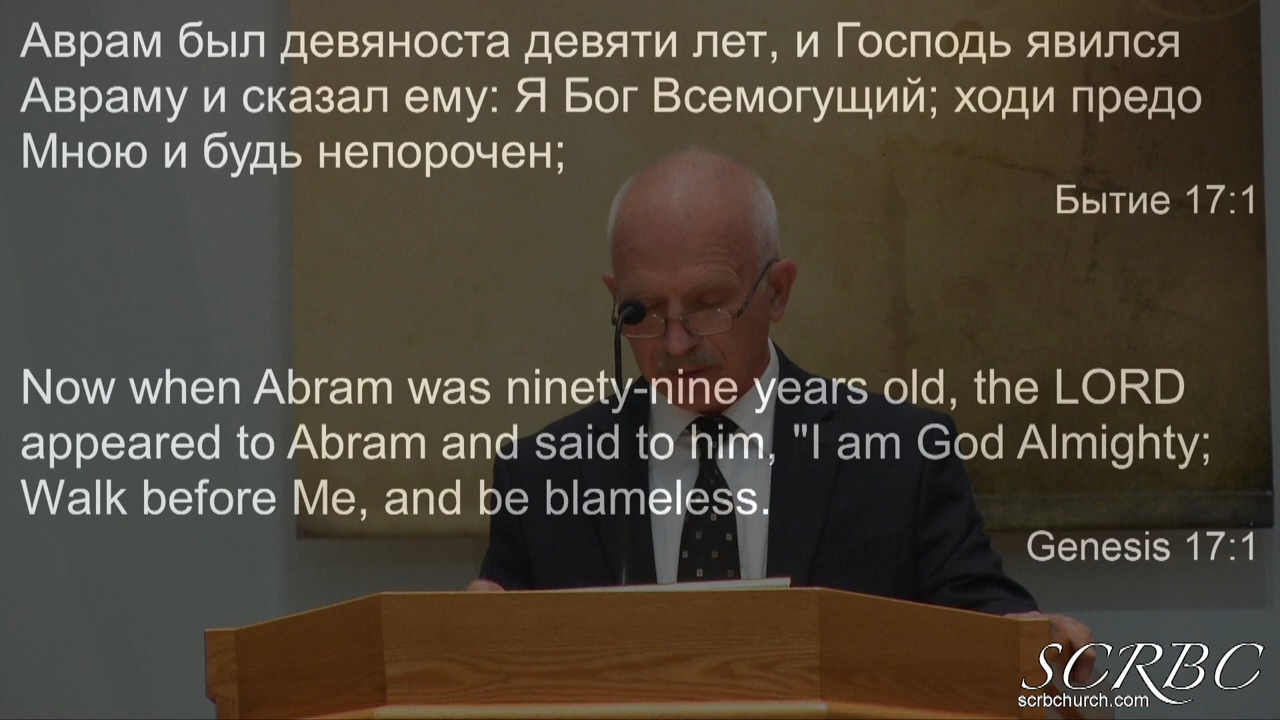 Аврам был девяноста девяти лет, и Господь явился
Авраму и сказал ему: Я Бог Всемогущий; ходи предо
Мною и будь непорочен;
Бытие 17:1
Now when Abram was ninety-nine years old, the LORD
appeared to Abram and said to him, "I am God Almighty;
Walk before Me, and be blameless.
Genesis 17:1
SCRBC
scrbchurch.com